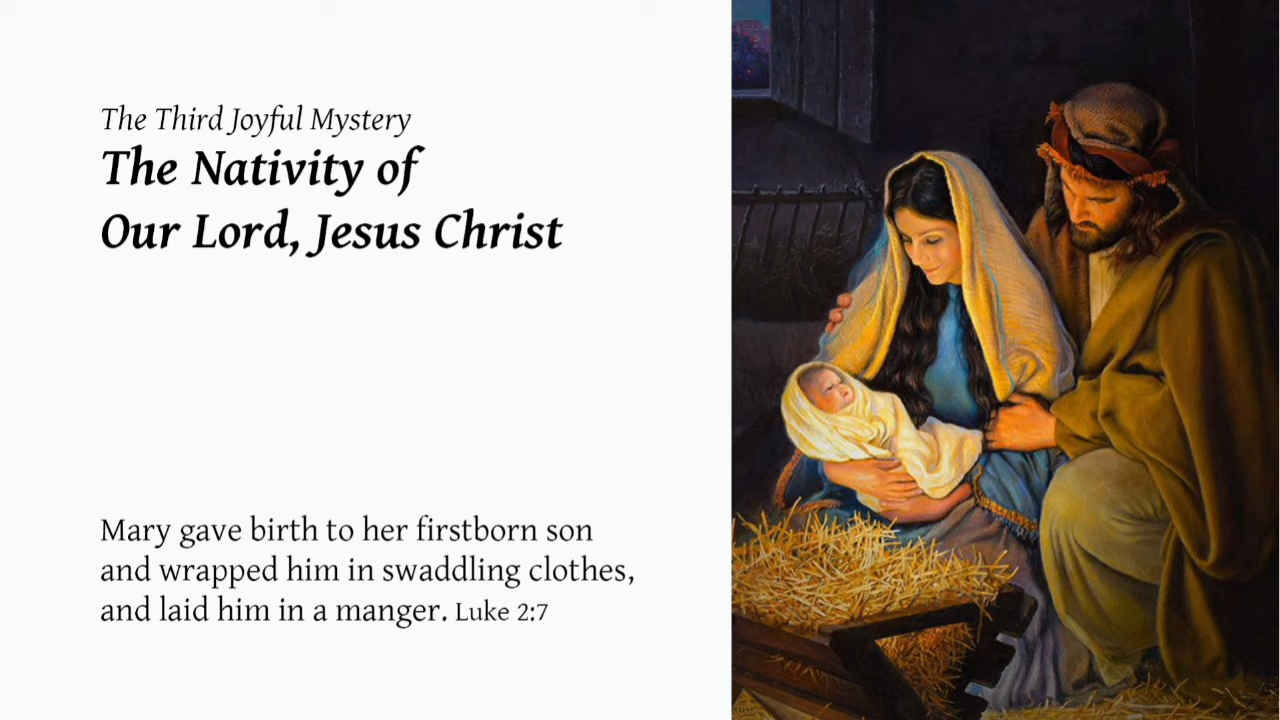 The Third Joyful Mystery
The Nativity of
Our Lord, Jesus Christ
Mary gave birth to her firstborn son
and wrapped him in swaddling clothes,
and laid him in a manger. Luke 2:7